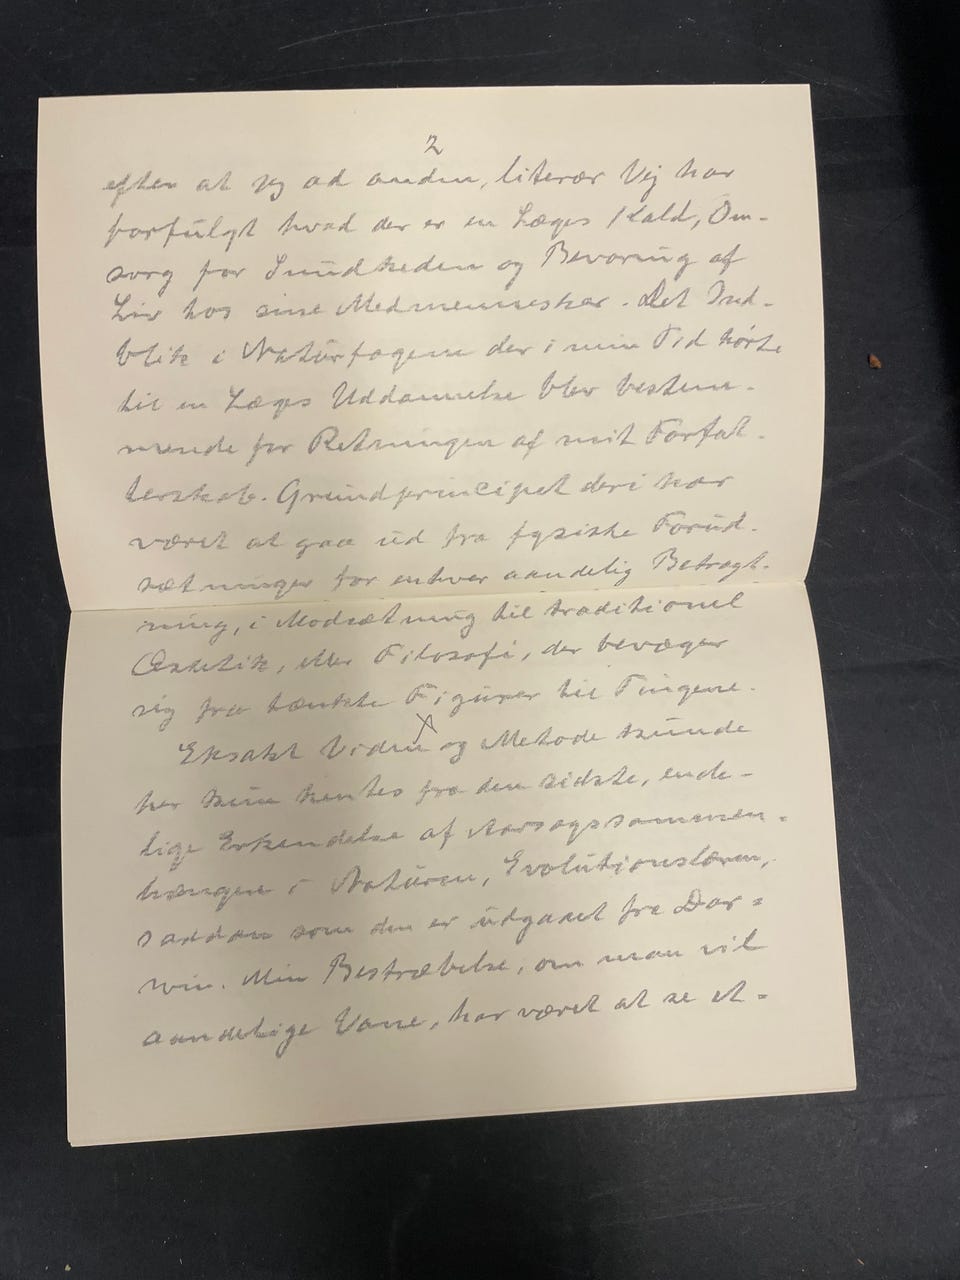 2
efter at jeg ad anden, literær Vej har
forfulgt hvad der er en Læges Kald, Om-
sorg for Sundheden og Bevaring af
Liv hos sine Medmennesker. Det Ind-
blik i Naturfagene der i min Tid hørte
til en Læges Uddannelse blev bestem-
mende for Retningen af mit Forfat-
terskab. Grundprincipet deri har
været at gaa ud fra fysiske Forud-
sætninger for enhver aandelig Betragt-
ning, i Modsætning til traditionel
Æstetik, eller Filosofi, der bevæger
sig fra tænkte Figurer til Tingene.
X
Eksakt Viden og Metode kunde
her kun hentes fra den sidste, ende-
lige Erkendelse af Aarsagssammen-
hængen i Naturen, Evolutionslæren,
saadan som den er udgaaet fra Dar-
win. Min Bestræbelse, om man vil
aandelige Vane, har været at se et-